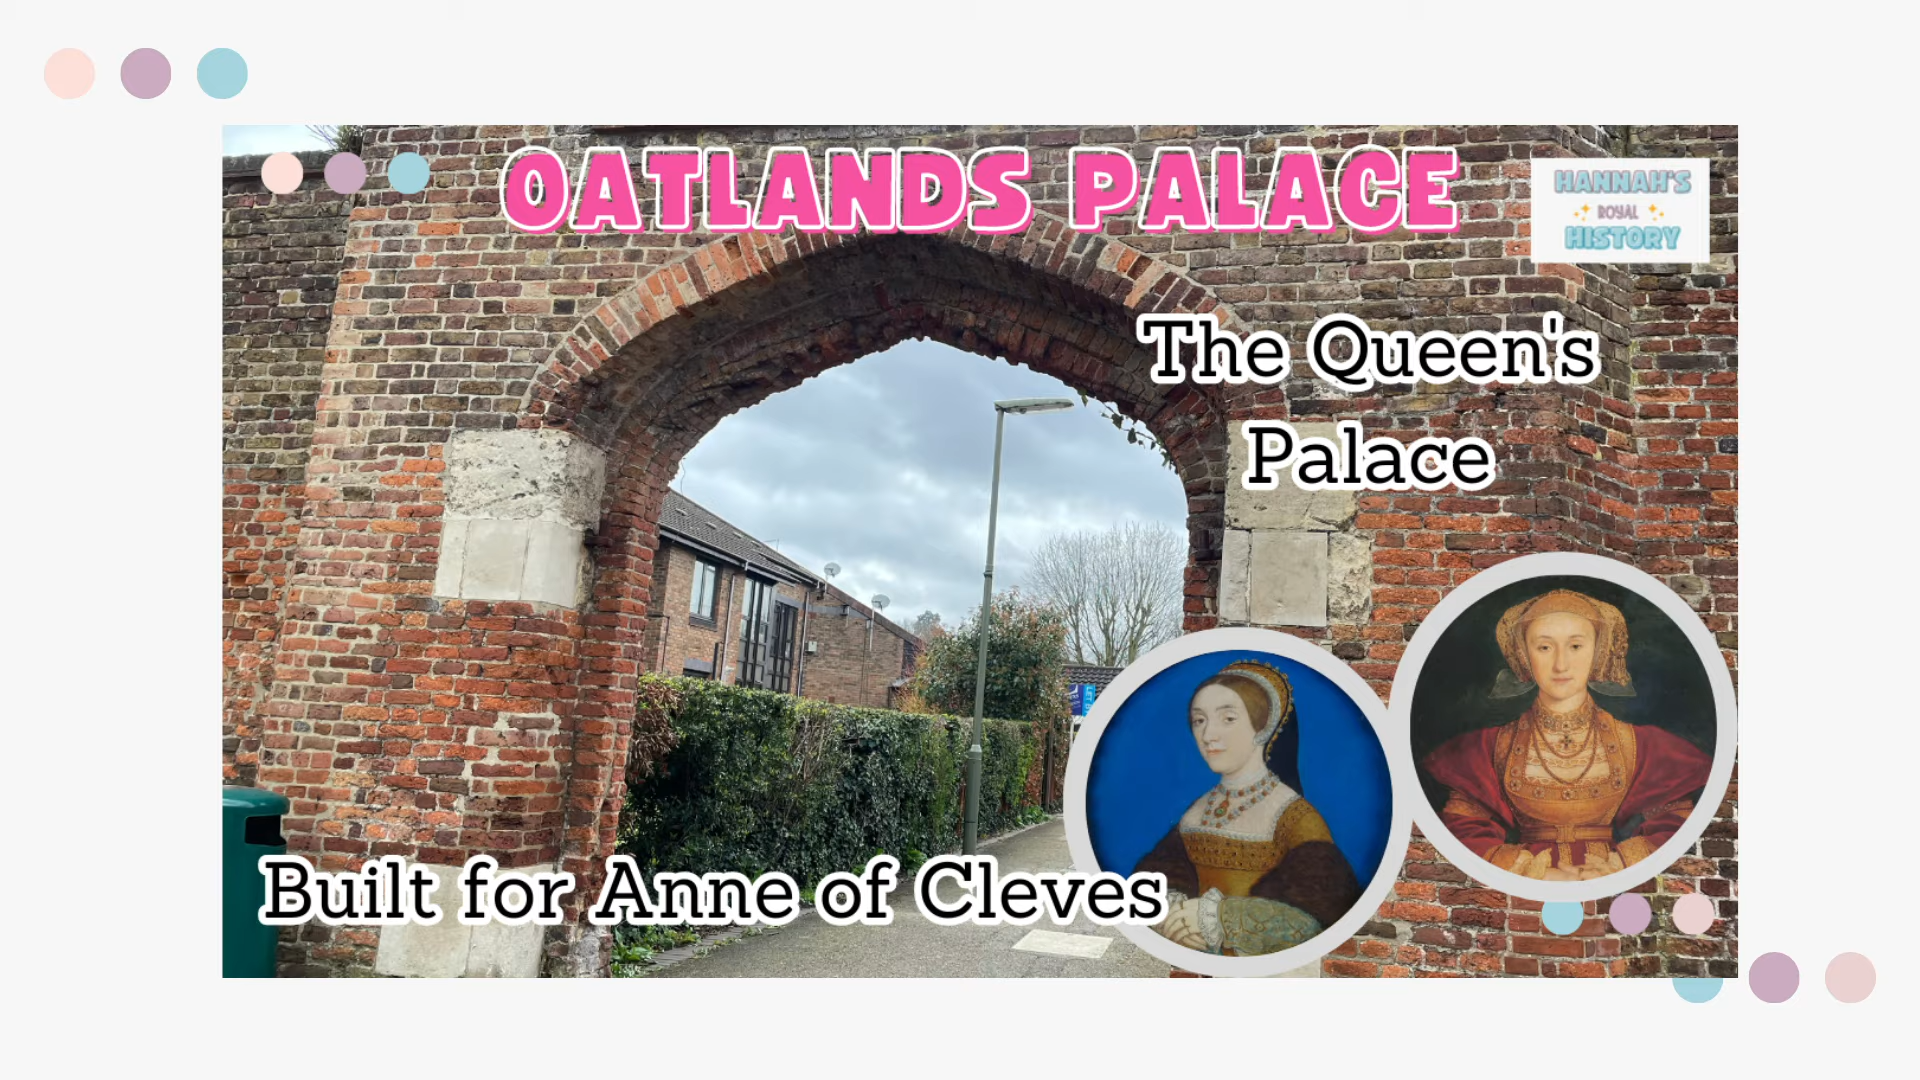 OATLANDS PALACE
HANNAH'S
ROYAL
HISTORY
The Queen's
Palace
Built for Anne of Cleves